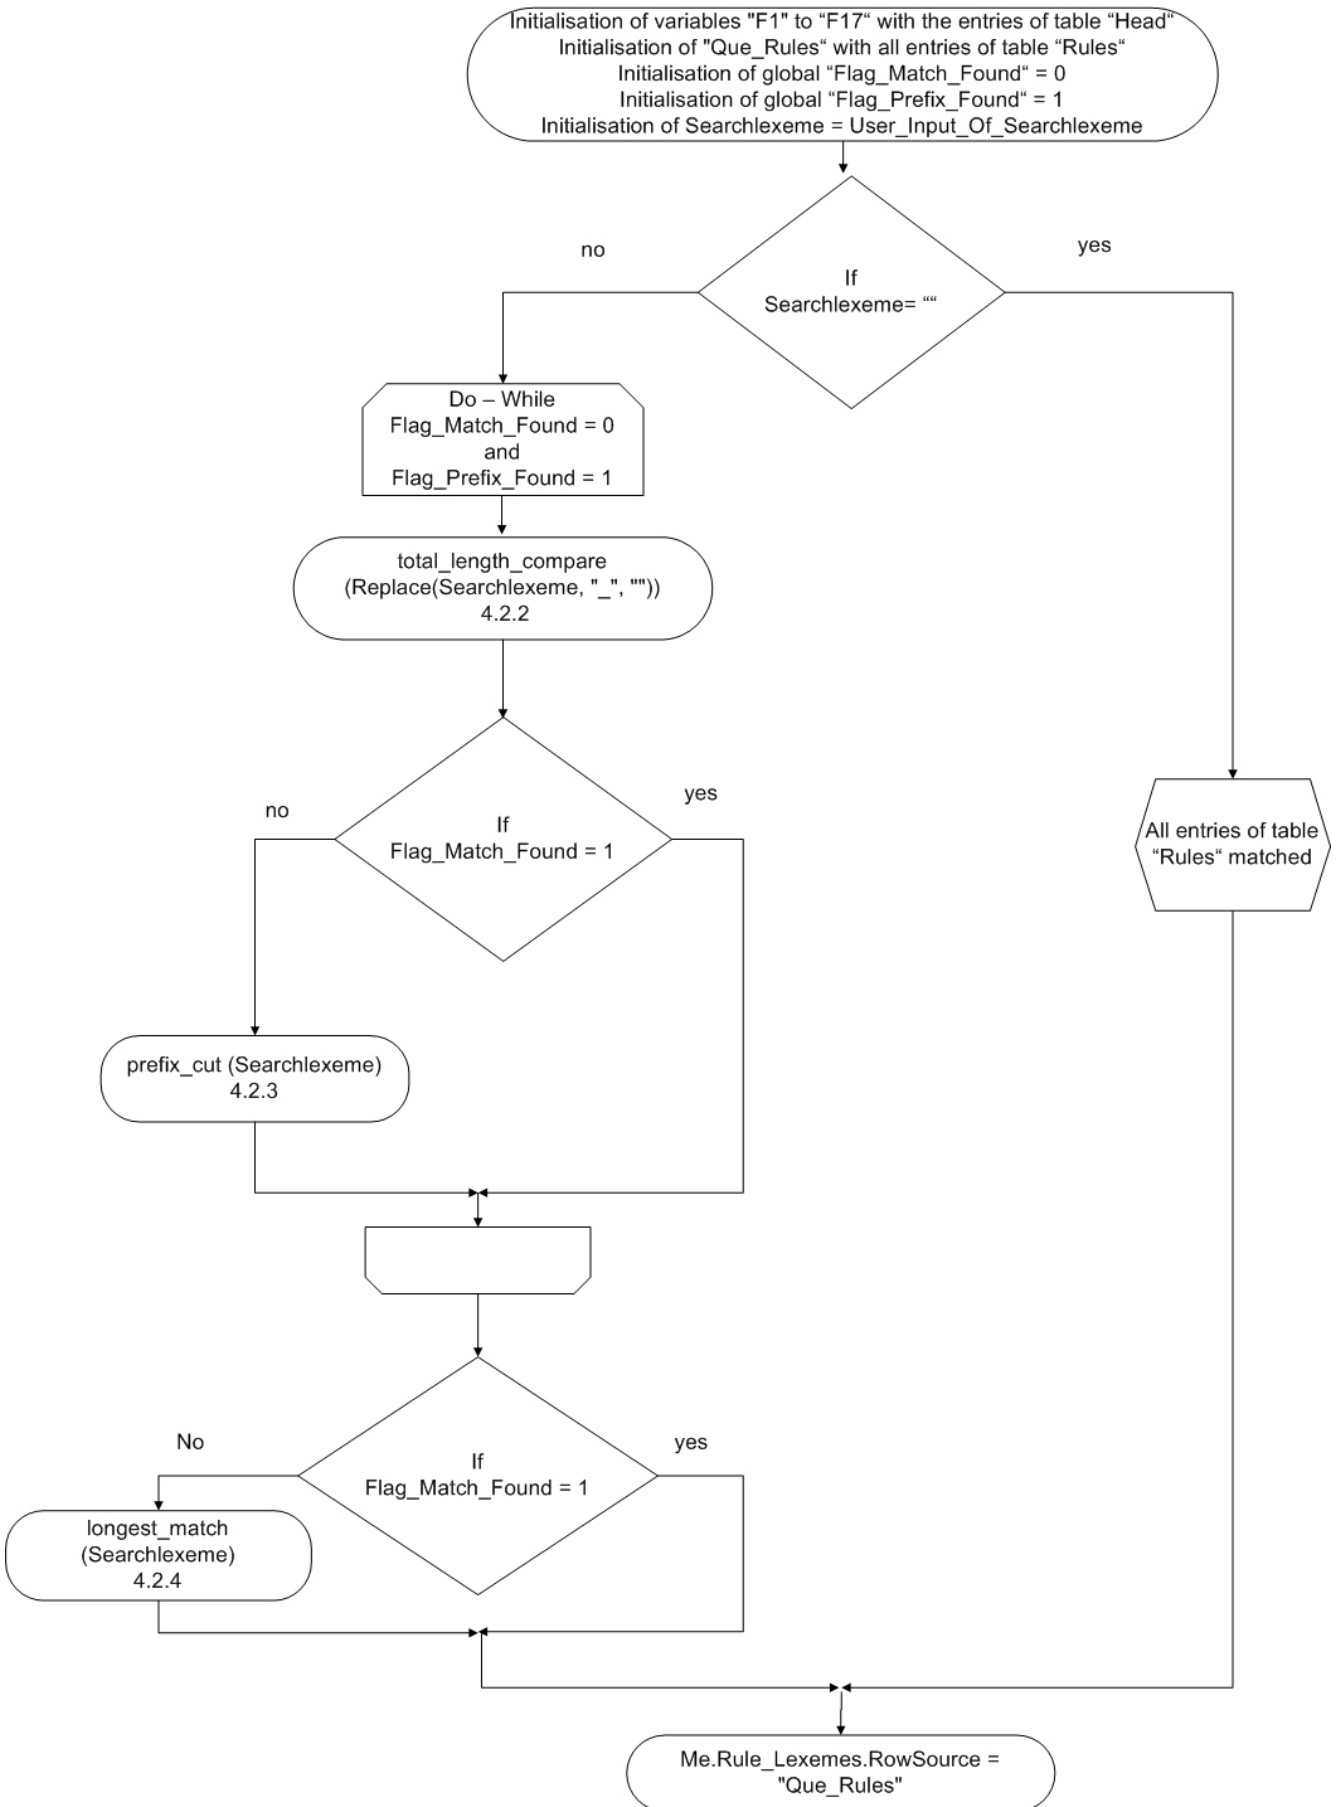 Initialisation of variables "F1" to “F17“ with the entries of table “Head“
Initialisation of "Que_Rules“ with all entries of table “Rules“
Initialisation of global “Flag_Match_Found“ = 0
Initialisation of global “Flag_Prefix_Found“ = 1
Initialisation of Searchlexeme = User_Input_Of_Searchlexeme
no
yes
If
Searchlexeme= ““
Do – While
Flag_Match_Found = 0
and
Flag_Prefix_Found = 1
total_length_compare
(Replace(Searchlexeme, "_", ""))
4.2.2
no
yes
If
Flag_Match_Found = 1
All entries of table
“Rules“ matched
prefix_cut (Searchlexeme)
4.2.3
No
yes
If
Flag_Match_Found = 1
longest_match
(Searchlexeme)
4.2.4
Me.Rule_Lexemes.RowSource =
"Que_Rules"